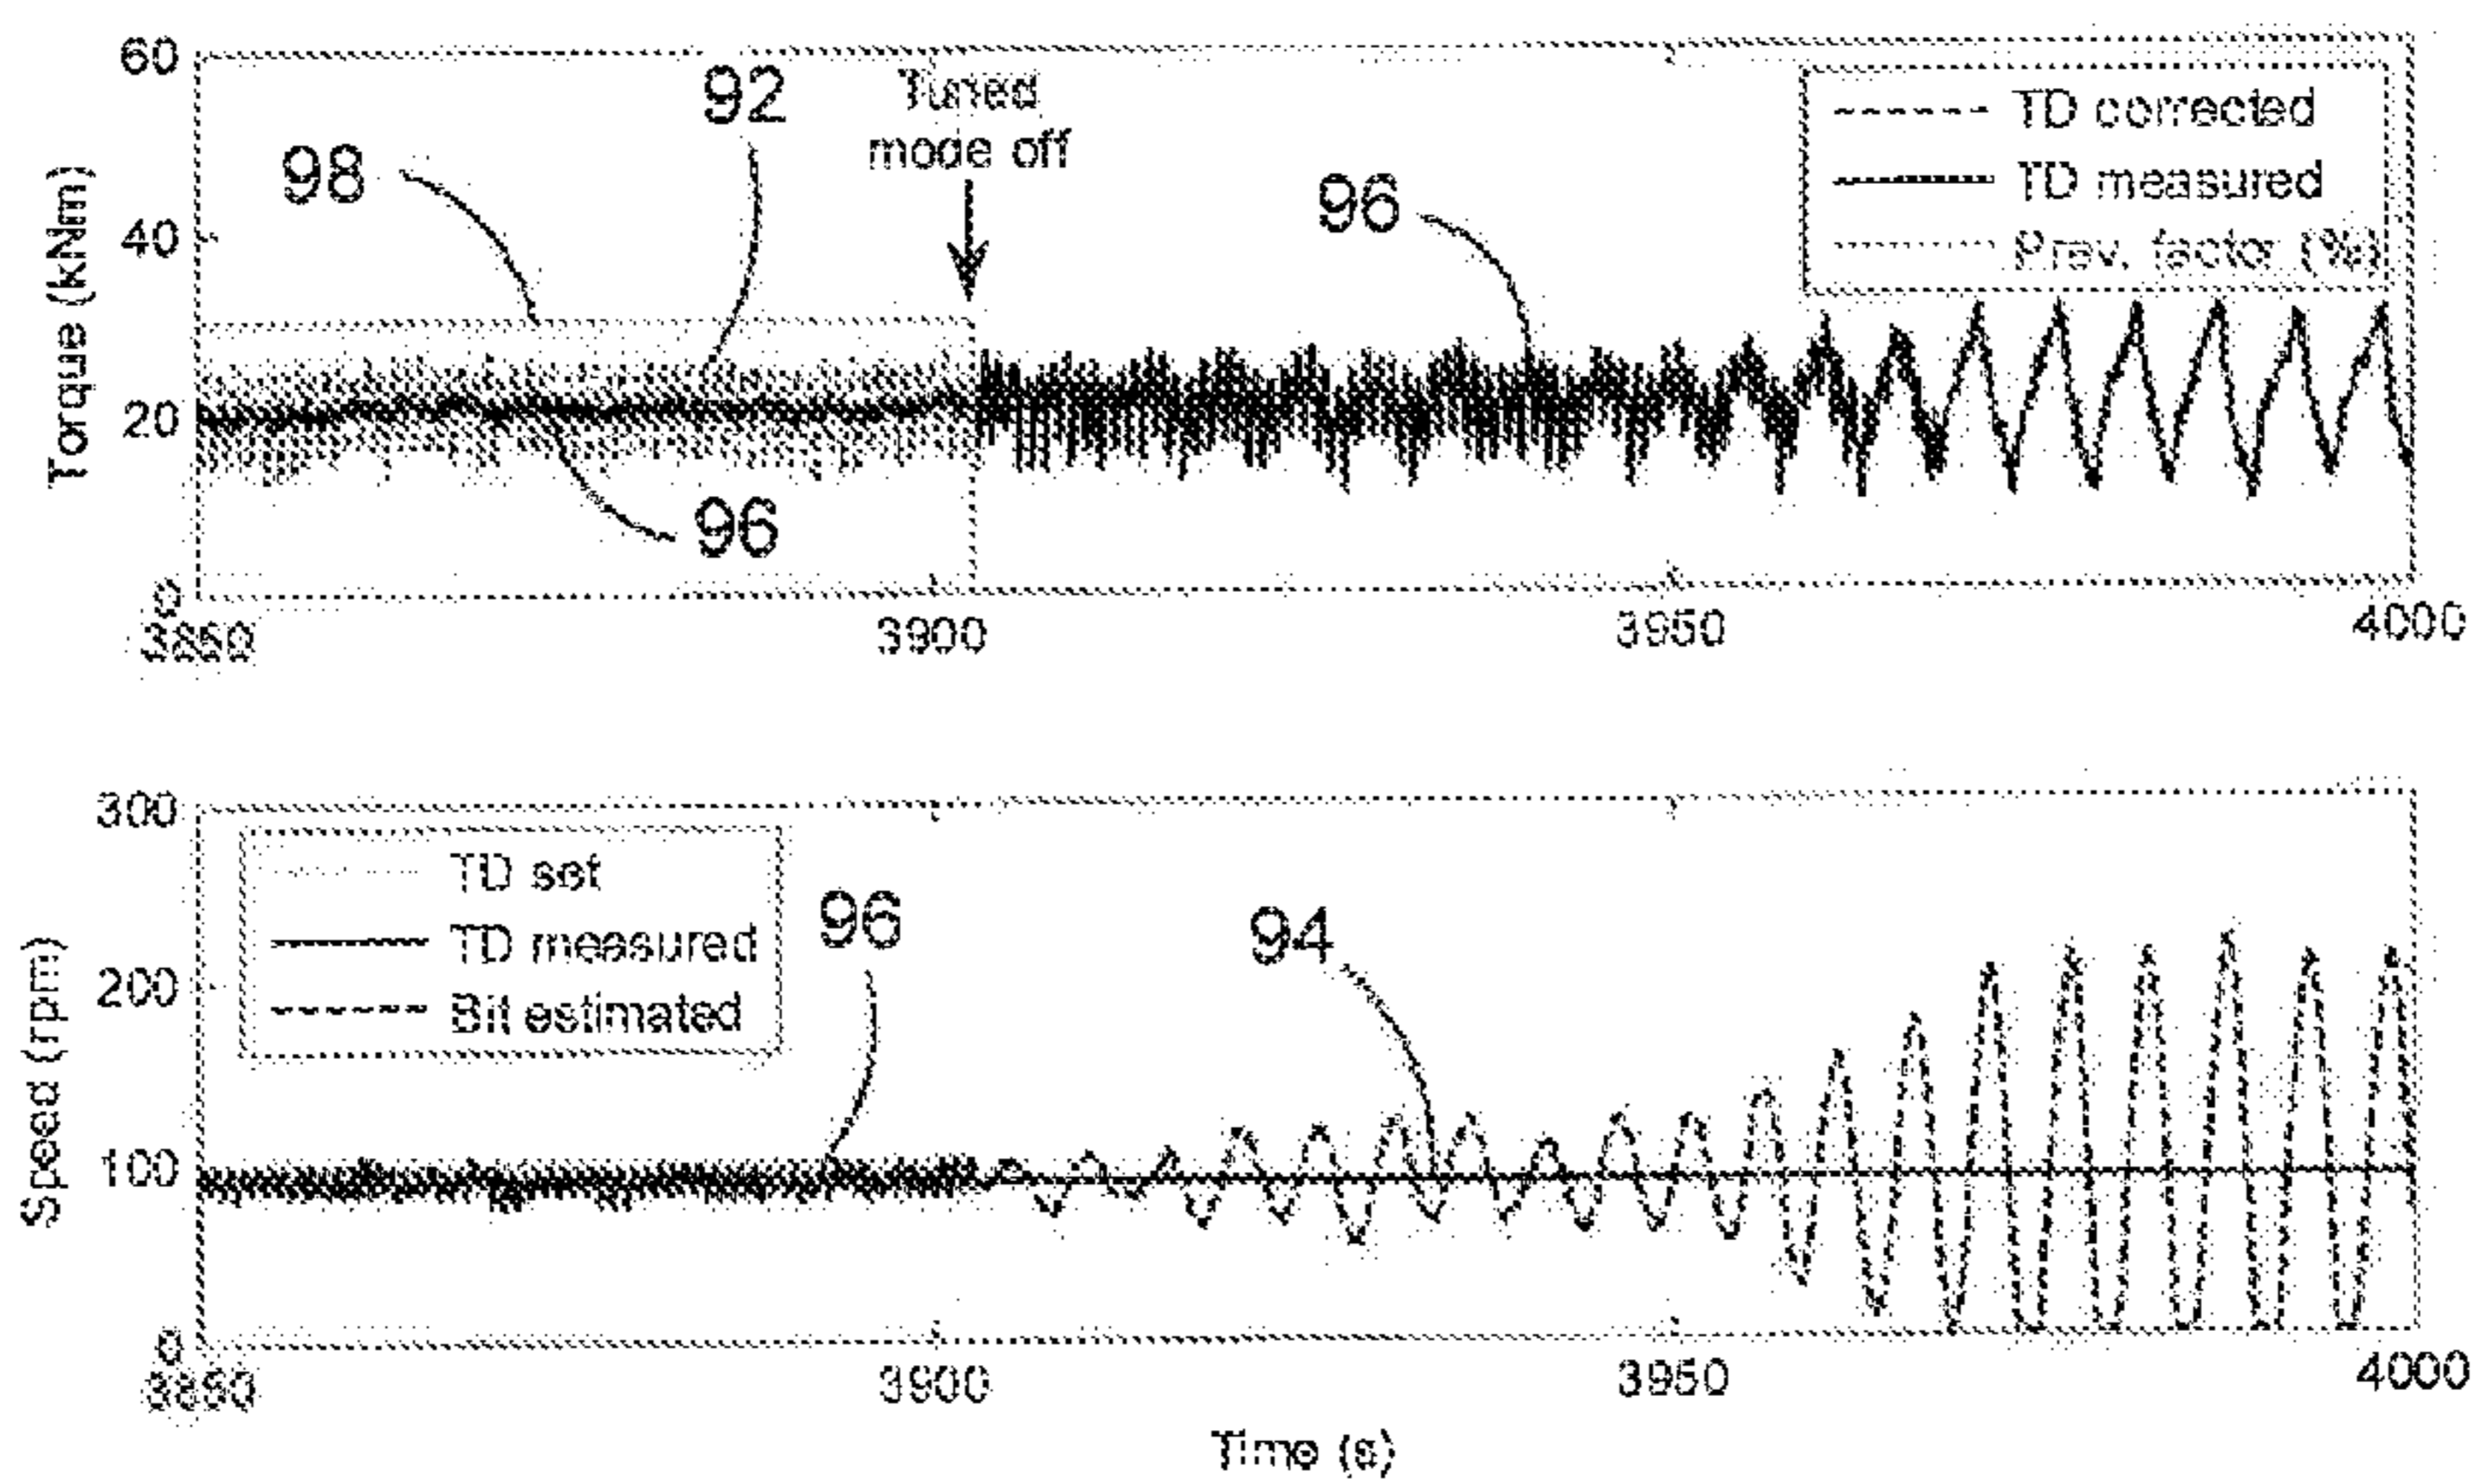 60
40
20
0
Torque (kNm)
98
92
Tuned
mode off
96
96
TD corrected
TD measured
Prev. factor (%)
3850
3900
3950
4000
300
200
100
0
Speed (rpm)
TD set
TD measured
Bit estimated
96
94
3850
3900
3950
4000
Time (s)